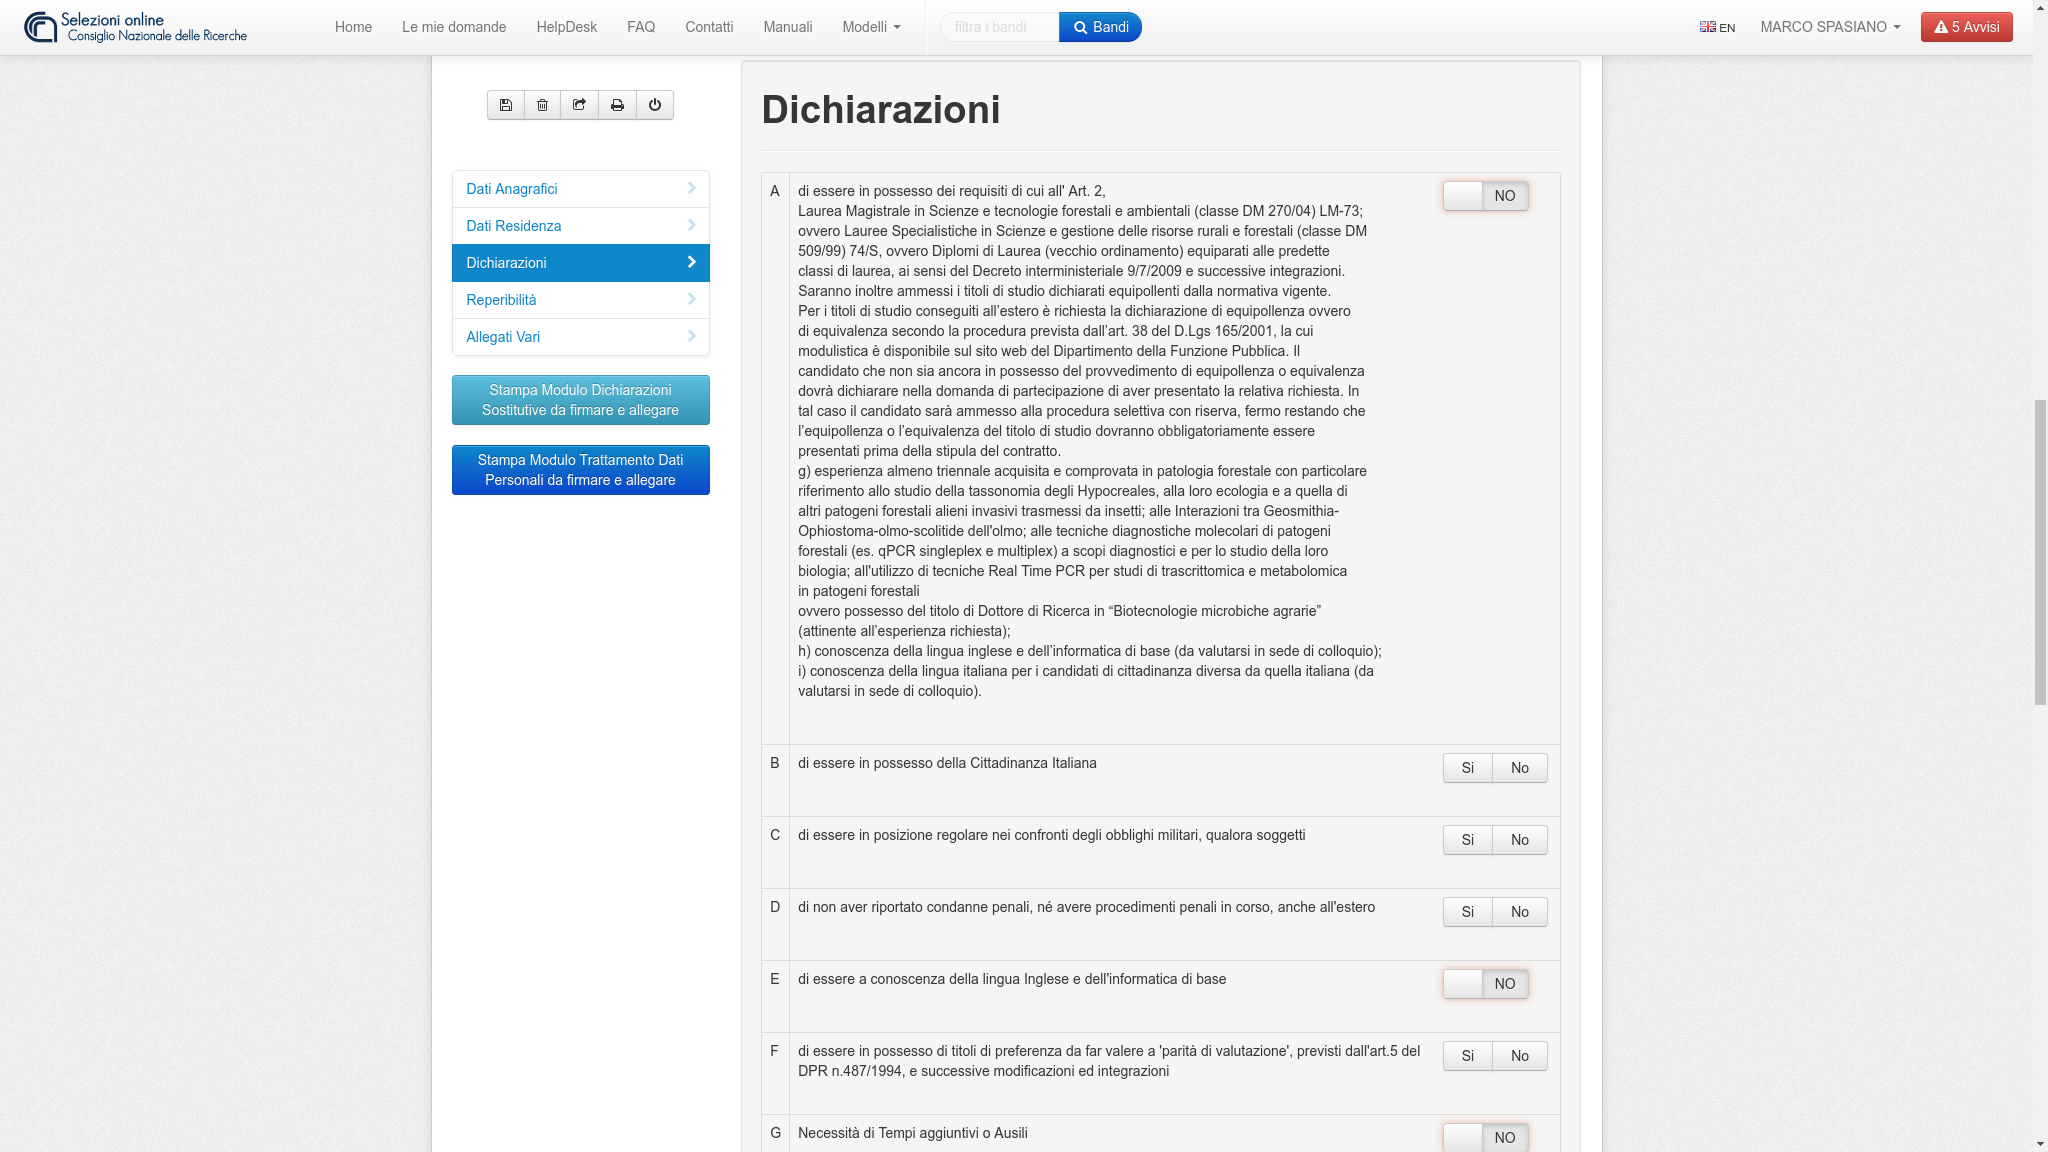 Selezioni online
Consiglio Nazionale delle Ricerche
Home
Le mie domande
HelpDesk
FAQ
Contatti
Manuali
Modelli
filtra i bandi
Bandi
EN
MARCO SPASIANO
5 Avvisi
Dati Anagrafici
Dati Residenza
Dichiarazioni
Reperibilità
Allegati Vari
Stampa Modulo Dichiarazioni
Sostitutive da firmare e allegare
Stampa Modulo Trattamento Dati
Personali da firmare e allegare
Dichiarazioni
A
di essere in possesso dei requisiti di cui all' Art. 2,
NO
Laurea Magistrale in Scienze e tecnologie forestali e ambientali (classe DM 270/04) LM-73;
ovvero Lauree Specialistiche in Scienze e gestione delle risorse rurali e forestali (classe DM
509/99) 74/S, ovvero Diplomi di Laurea (vecchio ordinamento) equiparati alle predette
classi di laurea, ai sensi del Decreto interministeriale 9/7/2009 e successive integrazioni.
Saranno inoltre ammessi i titoli di studio dichiarati equipollenti dalla normativa vigente.
Per i titoli di studio conseguiti all’estero è richiesta la dichiarazione di equipollenza ovvero
di equivalenza secondo la procedura prevista dall’art. 38 del D.Lgs 165/2001, la cui
modulistica è disponibile sul sito web del Dipartimento della Funzione Pubblica. Il
candidato che non sia ancora in possesso del provvedimento di equipollenza o equivalenza
dovrà dichiarare nella domanda di partecipazione di aver presentato la relativa richiesta. In
tal caso il candidato sarà ammesso alla procedura selettiva con riserva, fermo restando che
l’equipollenza o l’equivalenza del titolo di studio dovranno obbligatoriamente essere
presentati prima della stipula del contratto.
g) esperienza almeno triennale acquisita e comprovata in patologia forestale con particolare
riferimento allo studio della tassonomia degli Hypocreales, alla loro ecologia e a quella di
altri patogeni forestali alieni invasivi trasmessi da insetti; alle Interazioni tra Geosmithia-
Ophiostoma-olmo-scolitide dell'olmo; alle tecniche diagnostiche molecolari di patogeni
forestali (es. qPCR singleplex e multiplex) a scopi diagnostici e per lo studio della loro
biologia; all'utilizzo di tecniche Real Time PCR per studi di trascrittomica e metabolomica
in patogeni forestali
ovvero possesso del titolo di Dottore di Ricerca in “Biotecnologie microbiche agrarie”
(attinente all’esperienza richiesta);
h) conoscenza della lingua inglese e dell’informatica di base (da valutarsi in sede di colloquio);
i) conoscenza della lingua italiana per i candidati di cittadinanza diversa da quella italiana (da
valutarsi in sede di colloquio).
B
di essere in possesso della Cittadinanza Italiana
Si
No
C
di essere in posizione regolare nei confronti degli obblighi militari, qualora soggetti
Si
No
D
di non aver riportato condanne penali, né avere procedimenti penali in corso, anche all'estero
Si
No
E
di essere a conoscenza della lingua Inglese e dell'informatica di base
NO
F
di essere in possesso di titoli di preferenza da far valere a 'parità di valutazione', previsti dall'art.5 del
DPR n.487/1994, e successive modificazioni ed integrazioni
Si
No
G
Necessità di Tempi aggiuntivi o Ausili
NO